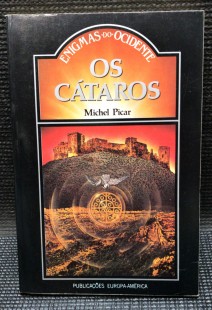 ENIGMAS·DO·OCIDENTE
OS
CÁTAROS
Michel Picar
PUBLICAÇÕES EUROPA-AMÉRICA